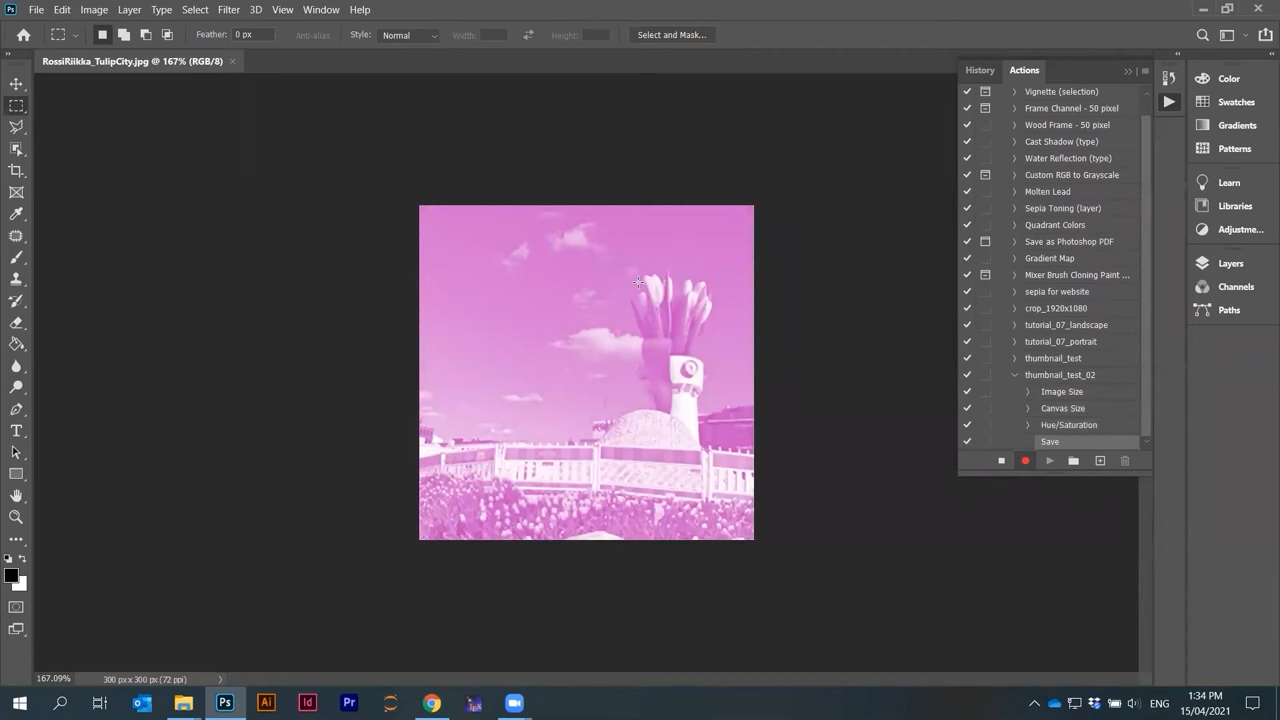 Ps File Edit Image Layer Type Select Filter 3D View Window Help
Feather: 0 px Anti-alias Style: Normal Width: Height: Select and Mask...
RossiRiikka_TulipCity.jpg @ 167% (RGB/8)
History Actions
Vignette (selection)
Frame Channel - 50 pixel
Wood Frame - 50 pixel
Cast Shadow (type)
Water Reflection (type)
Custom RGB to Grayscale
Molten Lead
Sepia Toning (layer)
Quadrant Colors
Save as Photoshop PDF
Gradient Map
Mixer Brush Cloning Paint ...
sepia for website
crop_1920x1080
tutorial_07_landscape
tutorial_07_portrait
thumbnail_test
thumbnail_test_02
Image Size
Canvas Size
Hue/Saturation
Save
Color
Swatches
Gradients
Patterns
Learn
Libraries
Adjustme...
Layers
Channels
Paths
167.09% 300 px x 300 px (72 ppi)
Ps Ai Id Pr ENG
1:34 PM
15/04/2021